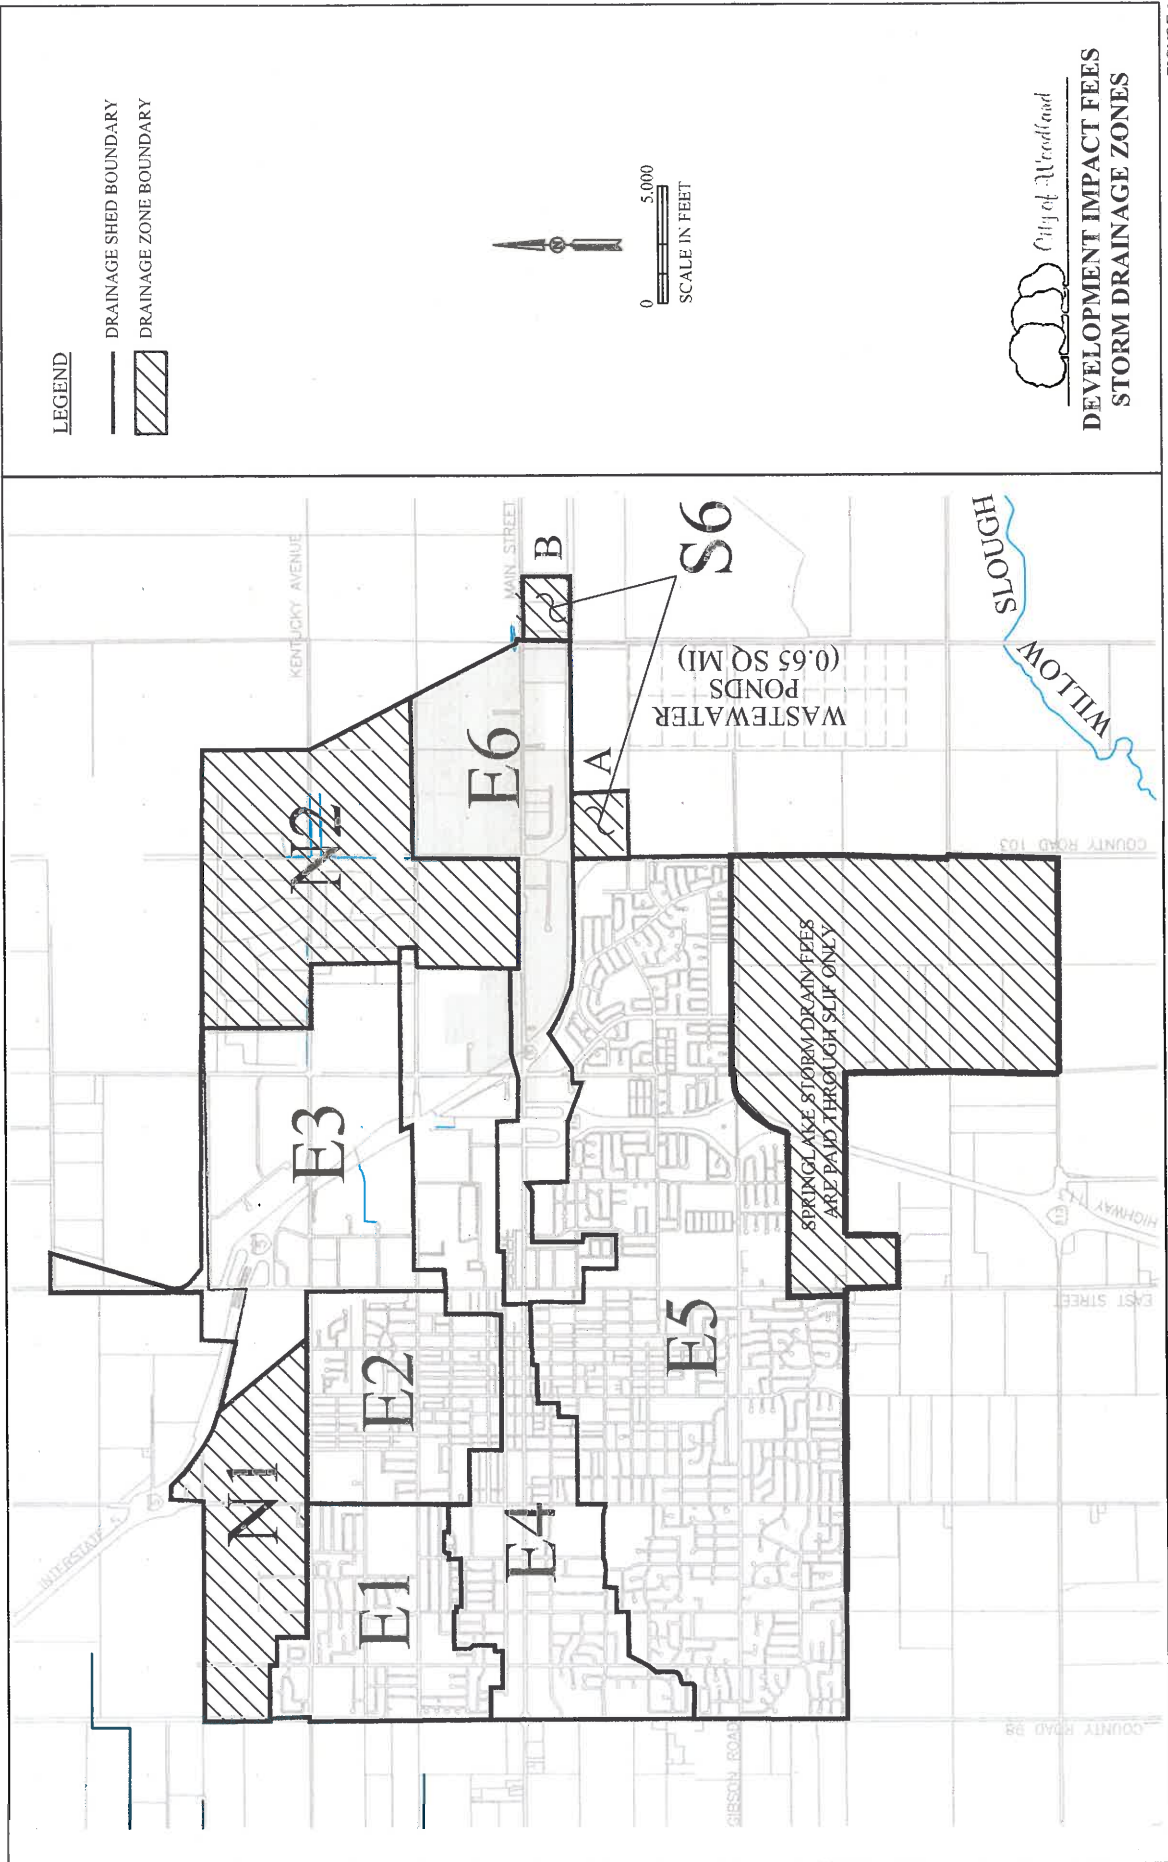 LEGEND
DRAINAGE SHED BOUNDARY
DRAINAGE ZONE BOUNDARY
N
0
5,000
SCALE IN FEET
City of Woodland
DEVELOPMENT IMPACT FEES
STORM DRAINAGE ZONES
INTERSTATE 5
KENTUCKY AVENUE
MAIN STREET
GIBSON ROAD
COUNTY ROAD 98
EAST STREET
HIGHWAY 113
113
COUNTY ROAD 103
N1
N2
E1
E2
E3
E4
E5
E6
A
B
S6
WASTEWATER
PONDS
(0.65 SQ MI)
SPRINGLAKE STORM DRAIN FEES
ARE PAID THROUGH SLIF ONLY
WILLOW
SLOUGH